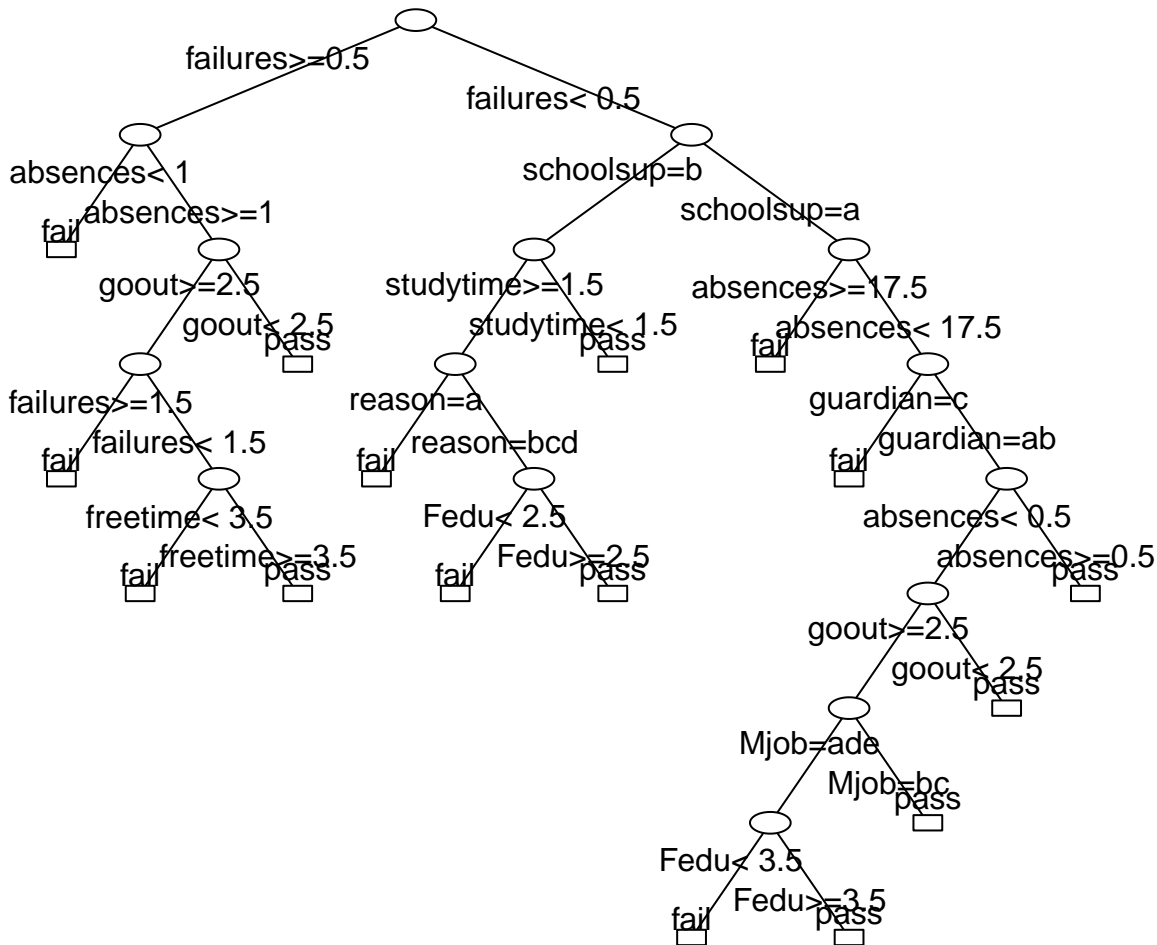 failures>=0.5
failures< 0.5
absences< 1
schoolsup=b
absences>=1
schoolsup=a
fail
goout>=2.5
studytime>=1.5
absences>=17.5
goout< 2.5
studytime< 1.5
absences< 17.5
pass
pass
fail
failures>=1.5
reason=a
guardian=c
failures< 1.5
reason=bcd
guardian=ab
fail
fail
fail
freetime< 3.5
Fedu< 2.5
absences< 0.5
freetime>=3.5
Fedu>=2.5
absences>=0.5
fail
pass
fail
pass
pass
goout>=2.5
goout< 2.5
pass
Mjob=ade
Mjob=bc
pass
Fedu< 3.5
Fedu>=3.5
fail
pass